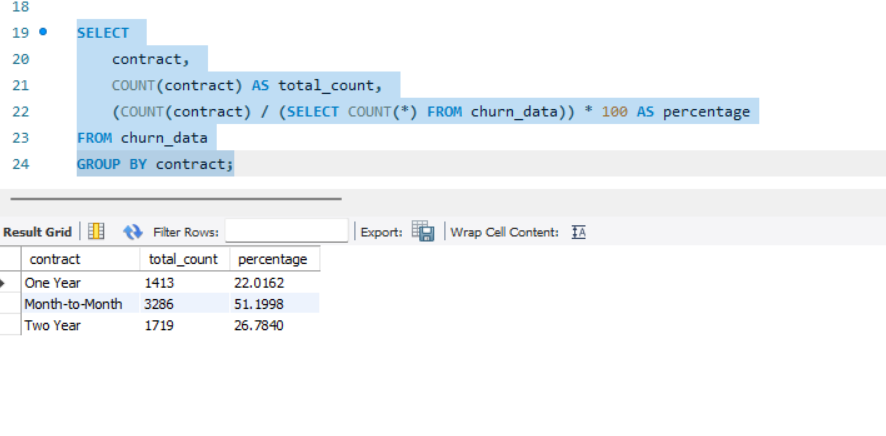 18
19 SELECT
20 contract,
21 COUNT(contract) AS total_count,
22 (COUNT(contract) / (SELECT COUNT(*) FROM churn_data)) * 100 AS percentage
23 FROM churn_data
24 GROUP BY contract;
Result Grid Filter Rows: Export: Wrap Cell Content: IA
contract total_count percentage
One Year 1413 22.0162
Month-to-Month 3286 51.1998
Two Year 1719 26.7840